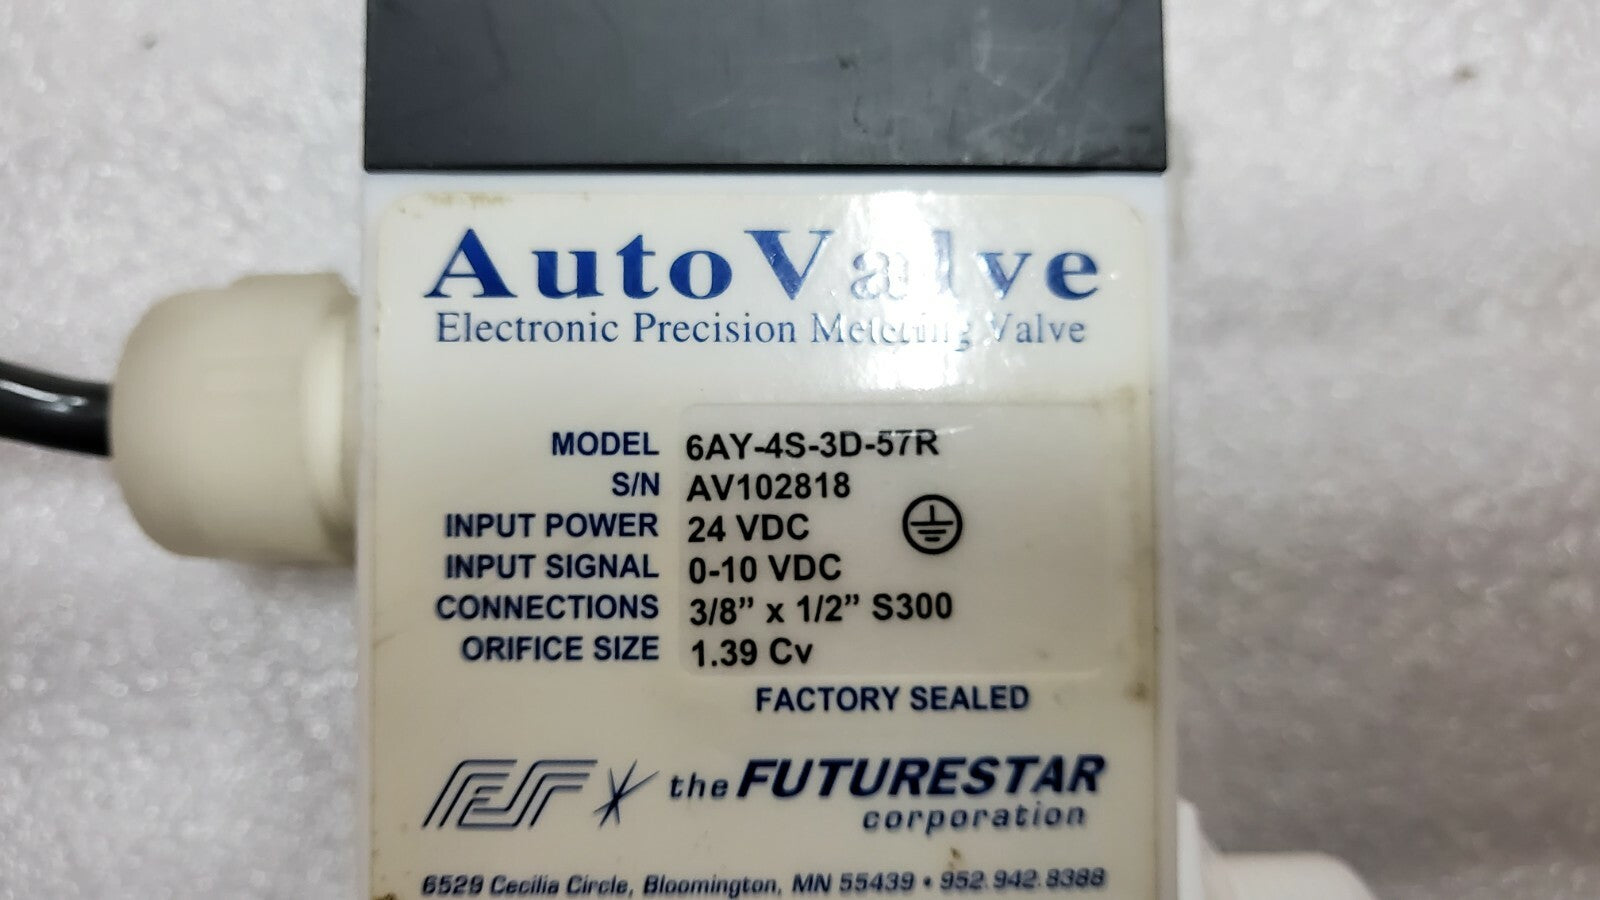 AutoValve
Electronic Precision Metering Valve
MODEL 6AY-4S-3D-57R
S/N AV102818
INPUT POWER 24 VDC
INPUT SIGNAL 0-10 VDC
CONNECTIONS 3/8” x 1/2” S300
ORIFICE SIZE 1.39 Cv
FACTORY SEALED
FSF the FUTURESTAR
corporation
6529 Cecilia Circle, Bloomington, MN 55439 • 952.942.8388